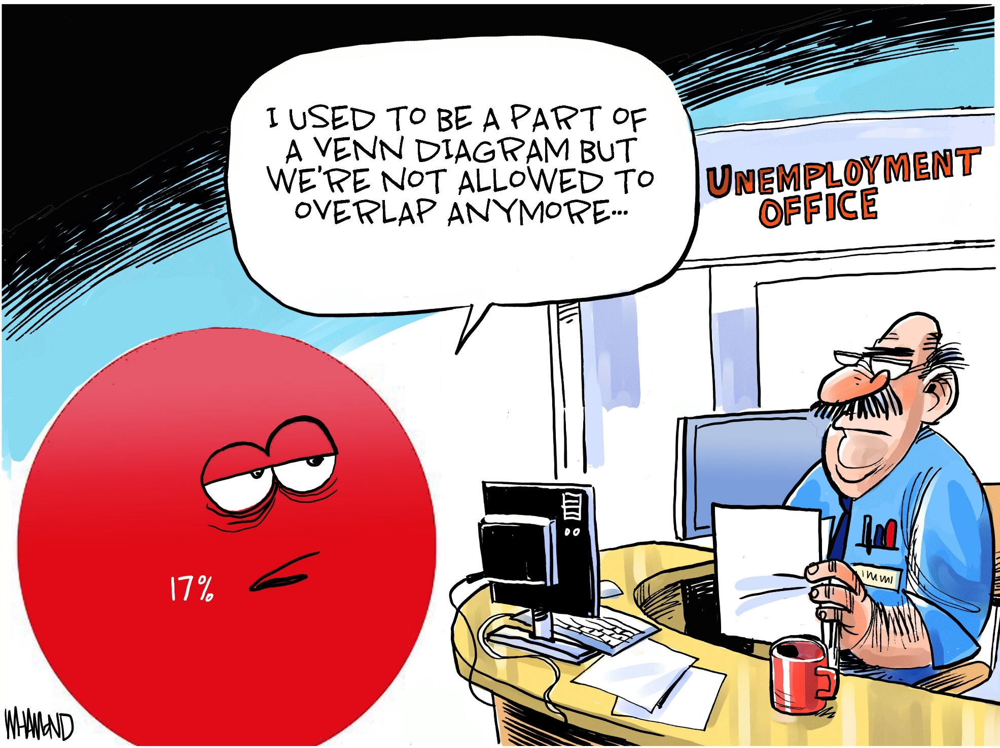 I USED TO BE A PART OF
A VENN DIAGRAM BUT
WE'RE NOT ALLOWED TO
OVERLAP ANYMORE...
UNEMPLOYMENT
OFFICE
17%
WHAMOND